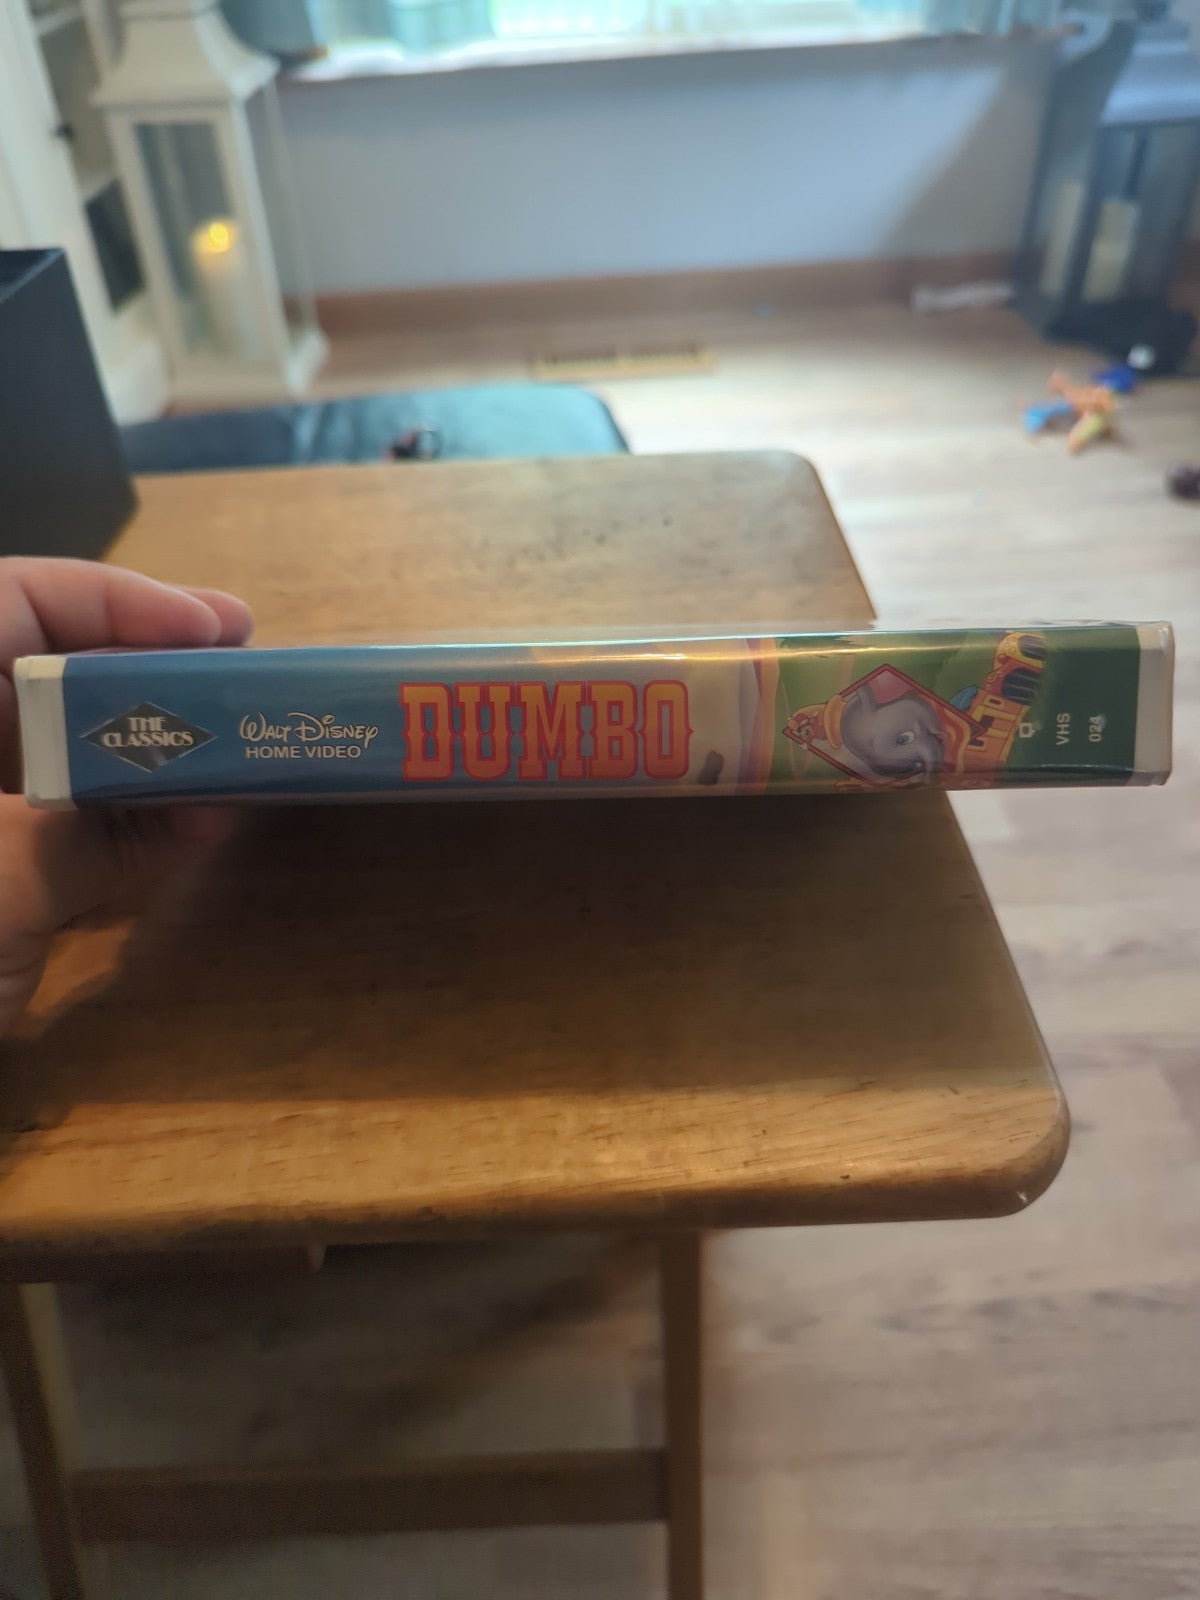 THE
CLASSICS
WALT DISNEY
HOME VIDEO
DUMBO
VHS
024